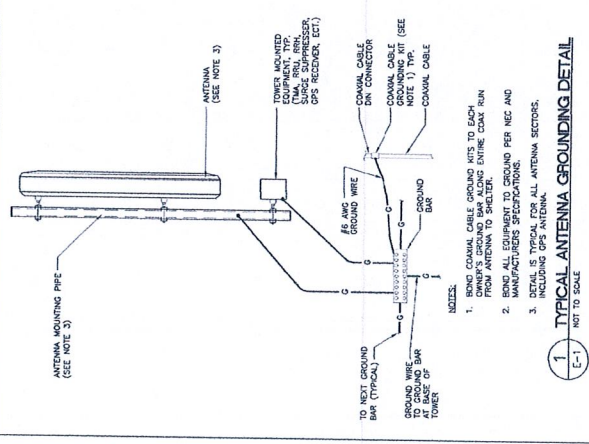 ANTENNA MOUNTING PIPE
(SEE NOTE 3)
ANTENNA
(SEE NOTE 3)
TOWER MOUNTED
EQUIPMENT, TYP.
(TMA, RRU, RRH,
SURGE SUPPRESSER,
GPS RECEIVER, ECT.)
#6 AWG
GROUND WIRE
COAXIAL CABLE
DIN CONNECTOR
COAXIAL CABLE
GROUNDING KIT (SEE
NOTE 1) TYP.
COAXIAL CABLE
G
G
G
G
G
G
GROUND
BAR
TO NEXT GROUND
BAR (TYPICAL)
GROUND WIRE
TO GROUND BAR
AT BASE OF
TOWER
NOTES:
1. BOND COAXIAL CABLE GROUND KITS TO EACH
OWNER'S GROUND BAR ALONG ENTIRE COAX RUN
FROM ANTENNA TO SHELTER.
2. BOND ALL EQUIPMENT TO GROUND PER NEC AND
MANUFACTURERS SPECIFICATIONS.
3. DETAIL IS TYPICAL FOR ALL ANTENNA SECTORS,
INCLUDING GPS ANTENNA.
1
E-1
TYPICAL ANTENNA GROUNDING DETAIL
NOT TO SCALE